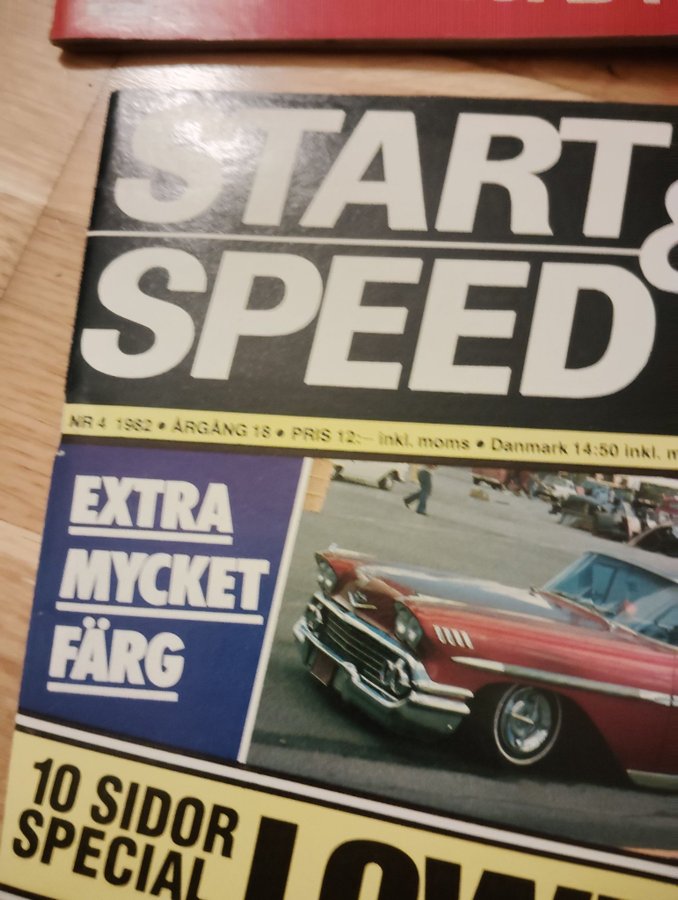 START &
SPEED
NR 4 1982 • ÅRGÅNG 18 • PRIS 12:– inkl. moms • Danmark 14:50 inkl.
EXTRA
MYCKET
FÄRG
10 SIDOR
SPECIAL